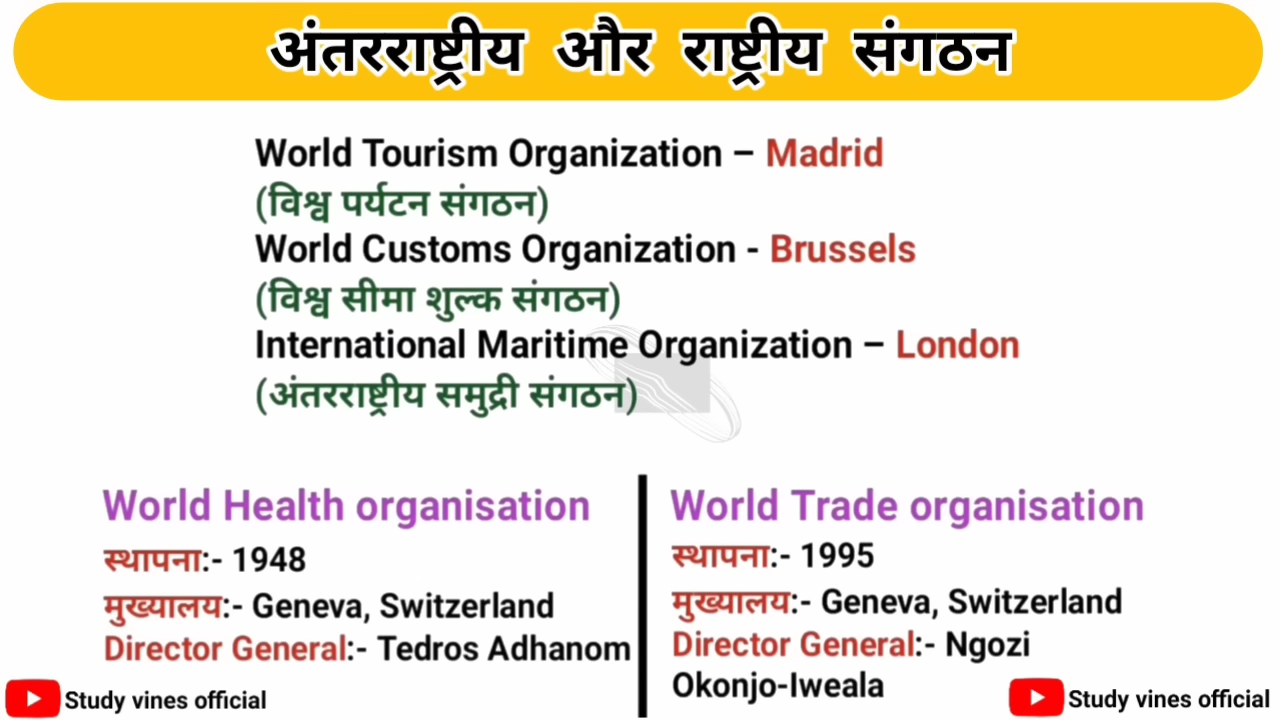 अंतरराष्ट्रीय और राष्ट्रीय संगठन
World Tourism Organization – Madrid
(विश्व पर्यटन संगठन)
World Customs Organization - Brussels
(विश्व सीमा शुल्क संगठन)
International Maritime Organization – London
(अंतरराष्ट्रीय समुद्री संगठन)
World Health organisation
स्थापना:- 1948
मुख्यालय:- Geneva, Switzerland
Director General:- Tedros Adhanom
World Trade organisation
स्थापना:- 1995
मुख्यालय:- Geneva, Switzerland
Director General:- Ngozi
Okonjo-Iweala
Study vines official
Study vines official